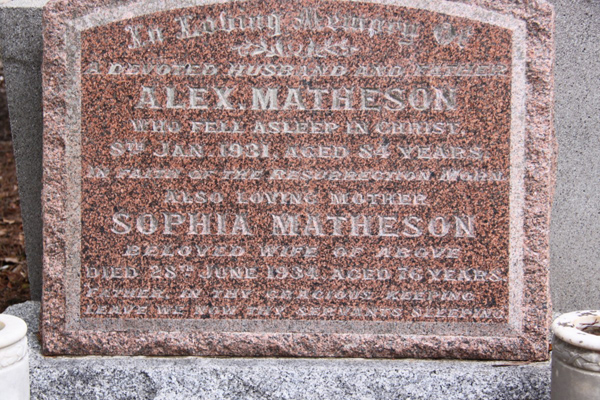 In Loving Memory Of
A DEVOTED HUSBAND AND FATHER
ALEX. MATHESON
WHO FELL ASLEEP IN CHRIST,
8TH JAN 1931, AGED 84 YEARS.
IN FAITH OF THE RESURRECTION MORN.
ALSO LOVING MOTHER
SOPHIA MATHESON
BELOVED WIFE OF ABOVE
DIED 28TH JUNE 1934, AGED 76 YEARS.
FATHER, IN THY GRACIOUS KEEPING
LEAVE WE NOW THY SERVANTS SLEEPING.